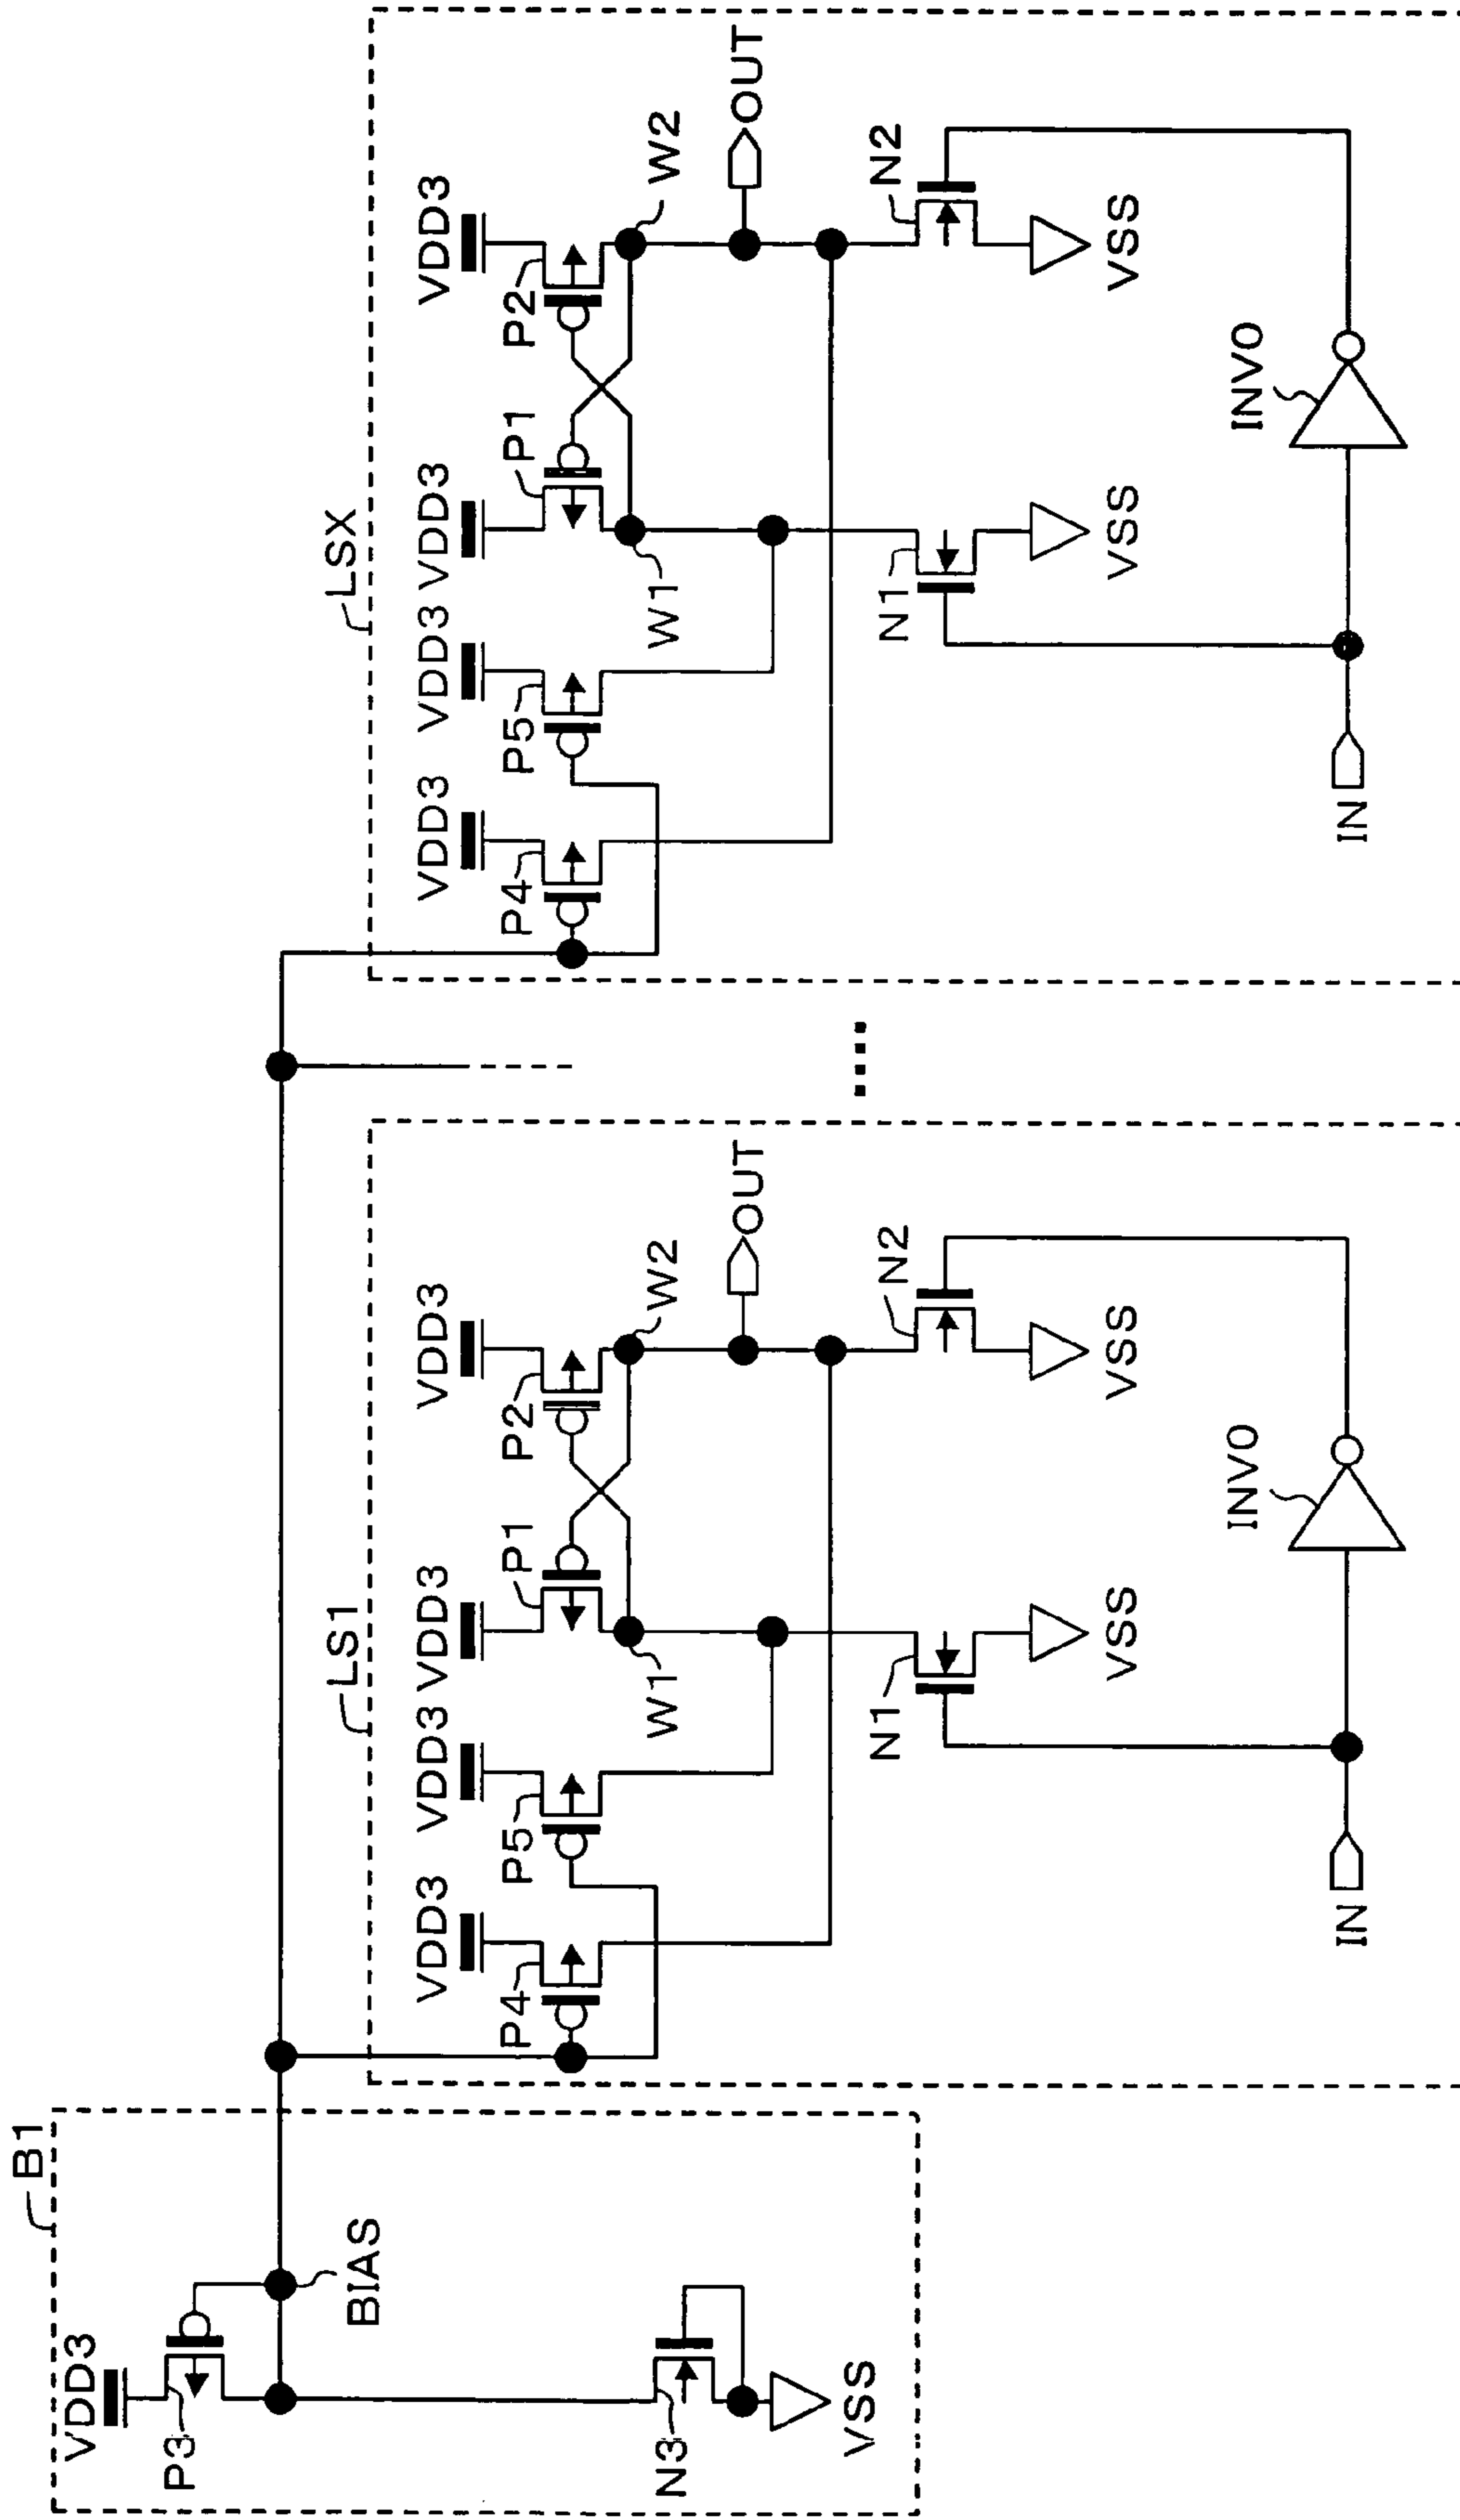 B1
VDD3
P3
BIAS
N3
VSS
LS1
VDD3
VDD3
VDD3
VDD3
P4
P5
P1
P2
W1
W2
OUT
N1
N2
VSS
VSS
INV0
IN
LSX
VDD3
VDD3
VDD3
VDD3
P4
P5
P1
P2
W1
W2
OUT
N1
N2
VSS
VSS
INV0
IN